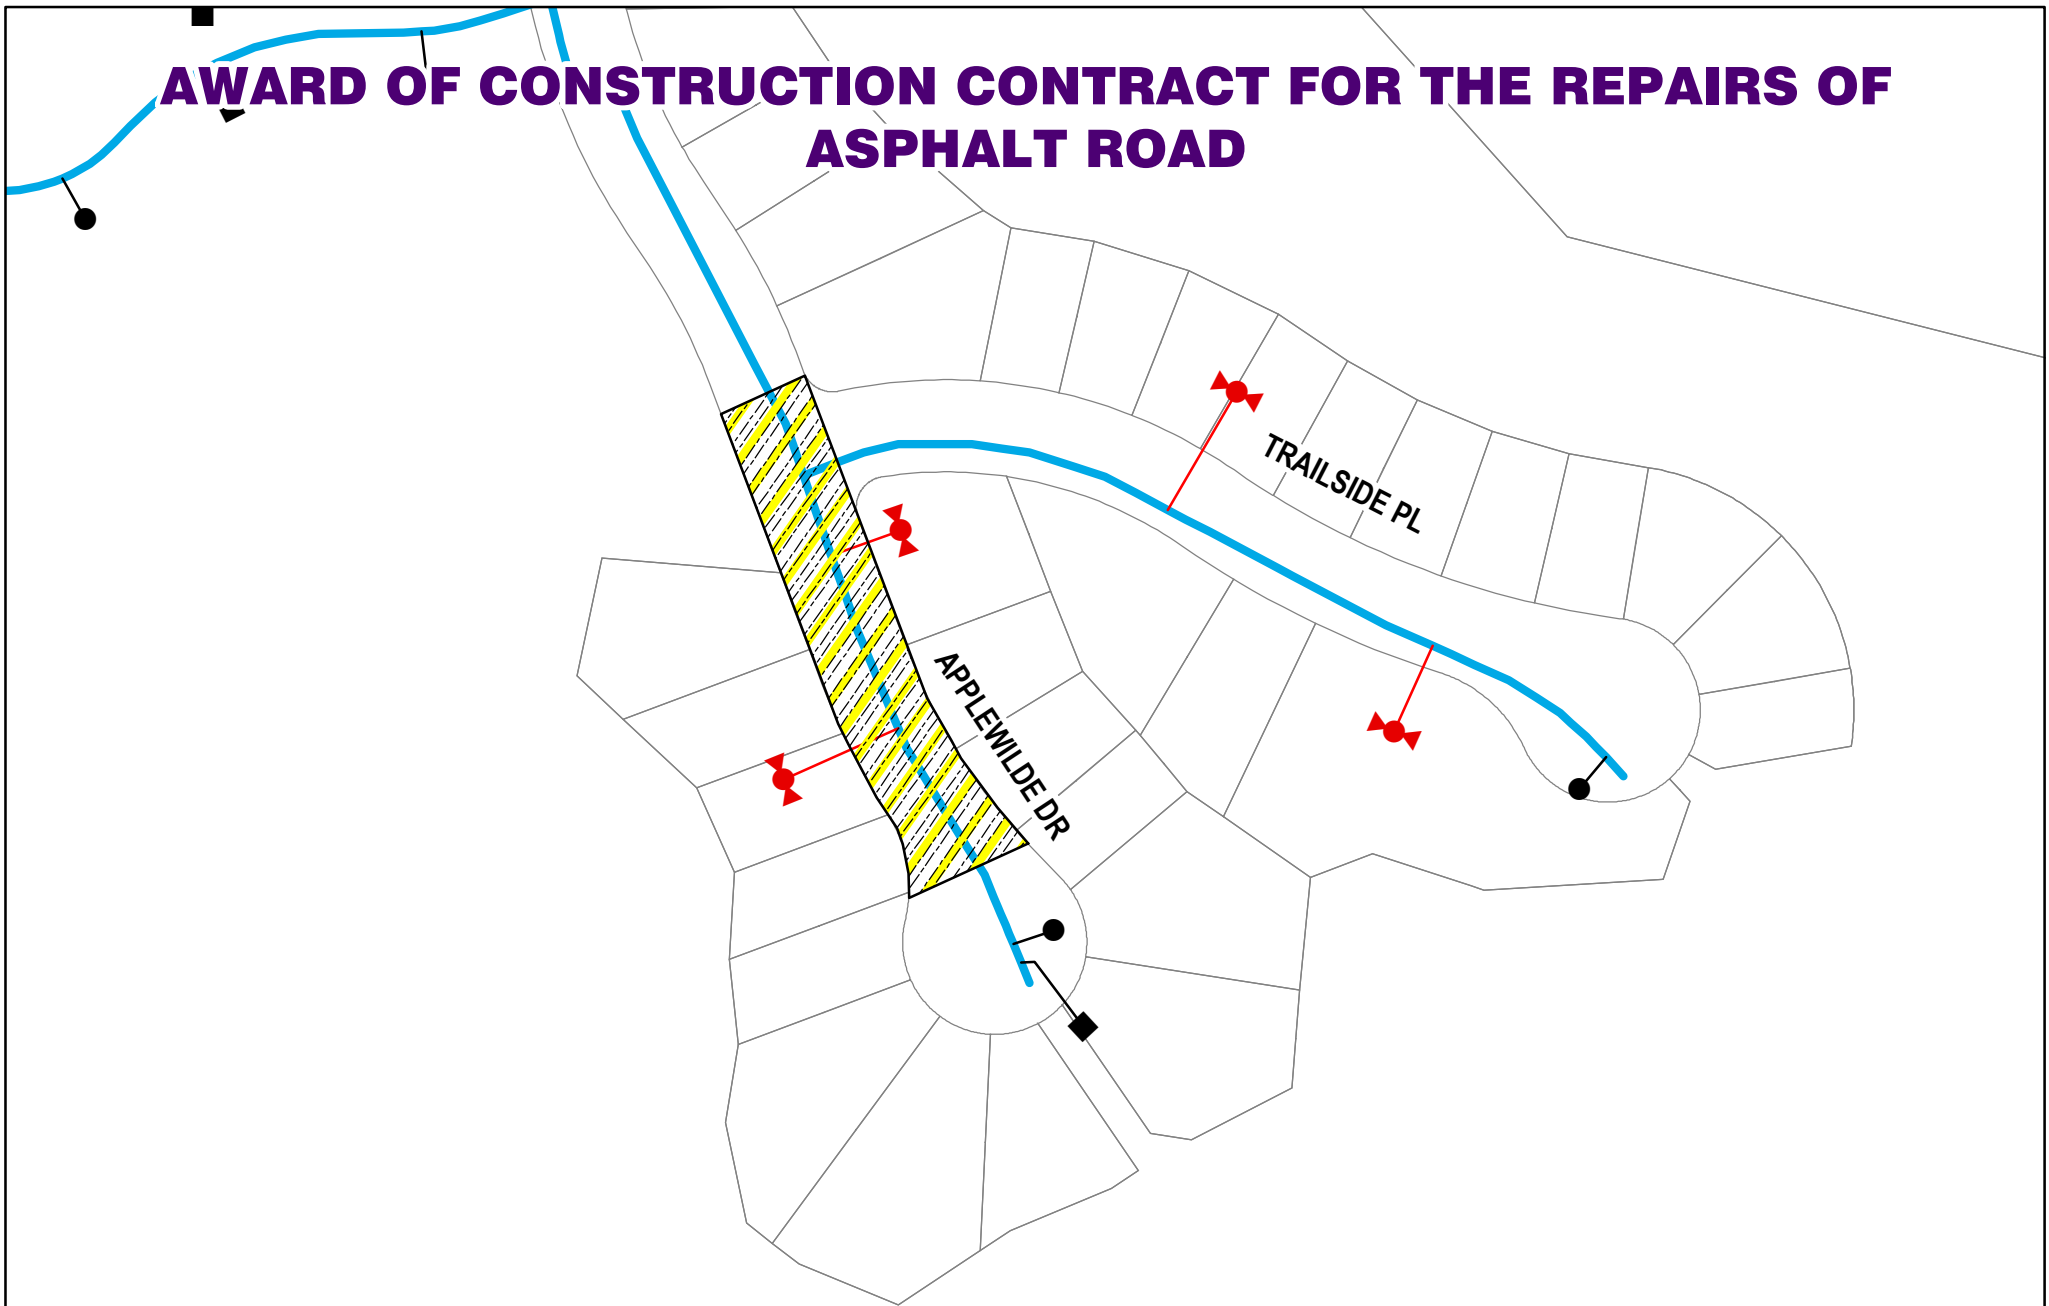 AWARD OF CONSTRUCTION CONTRACT FOR THE REPAIRS OF
ASPHALT ROAD
TRAILSIDE PL
APPLEWILDE DR